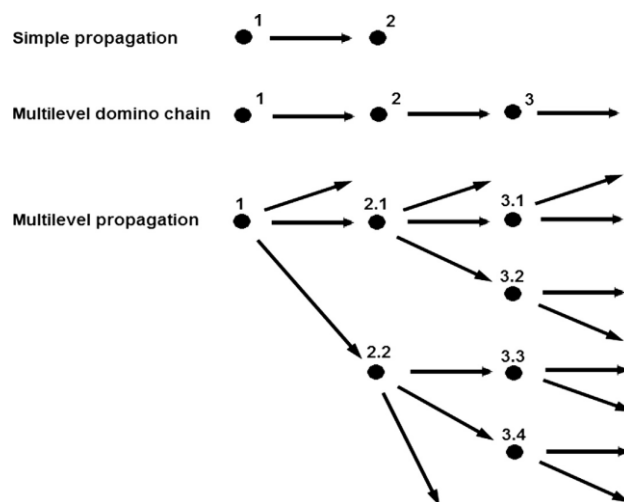 Simple propagation 1 2
Multilevel domino chain 1 2 3
Multilevel propagation 1 2.1 3.1
3.2
2.2 3.3
3.4